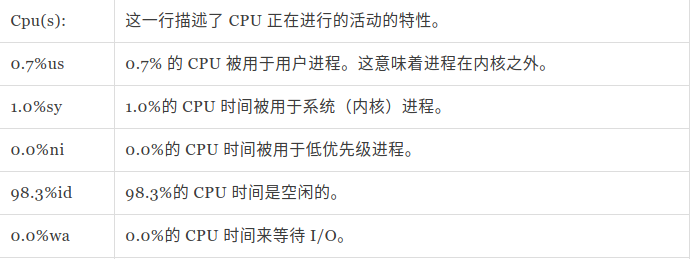 Cpu(s): 这一行描述了 CPU 正在进行的活动的特性。
0.7%us 0.7% 的 CPU 被用于用户进程。这意味着进程在内核之外。
1.0%sy 1.0%的 CPU 时间被用于系统（内核）进程。
0.0%ni 0.0%的 CPU 时间被用于低优先级进程。
98.3%id 98.3%的 CPU 时间是空闲的。
0.0%wa 0.0%的 CPU 时间来等待 I/O。